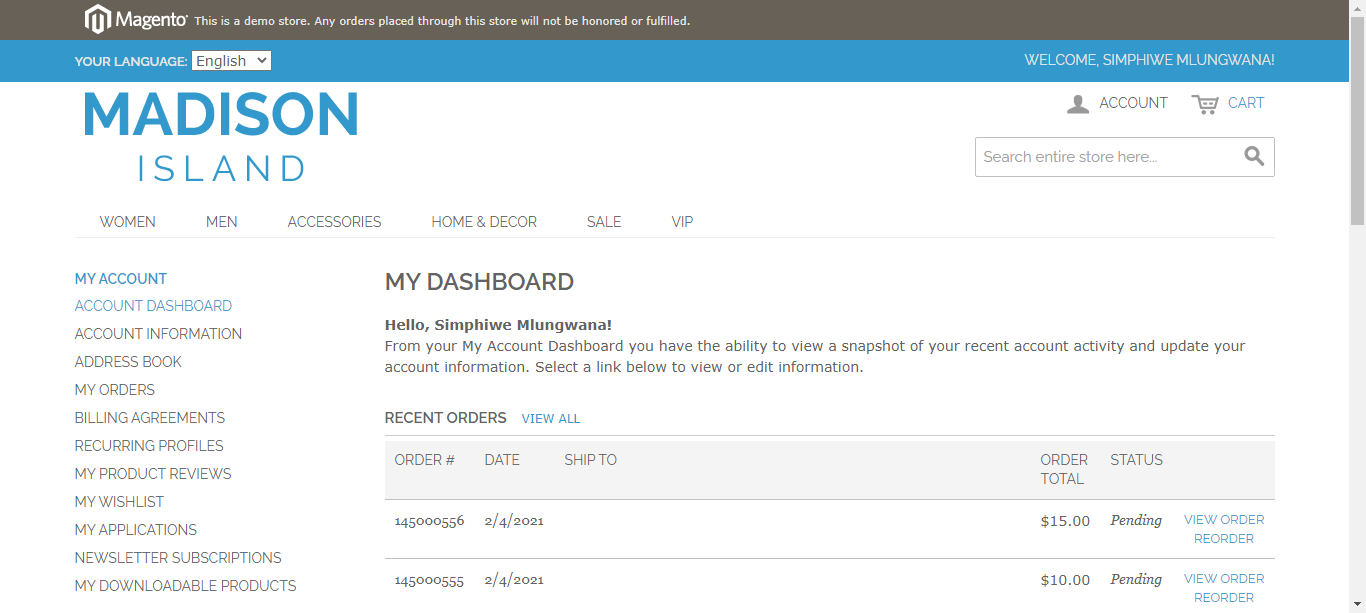 Magento This is a demo store. Any orders placed through this store will not be honored or fulfilled.
YOUR LANGUAGE: English
WELCOME, SIMPHIWE MLUNGWANA!
MADISON
ISLAND
ACCOUNT CART
Search entire store here...
WOMEN MEN ACCESSORIES HOME & DECOR SALE VIP
MY ACCOUNT
ACCOUNT DASHBOARD
ACCOUNT INFORMATION
ADDRESS BOOK
MY ORDERS
BILLING AGREEMENTS
RECURRING PROFILES
MY PRODUCT REVIEWS
MY WISHLIST
MY APPLICATIONS
NEWSLETTER SUBSCRIPTIONS
MY DOWNLOADABLE PRODUCTS
MY DASHBOARD
Hello, Simphiwe Mlungwana!
From your My Account Dashboard you have the ability to view a snapshot of your recent account activity and update your
account information. Select a link below to view or edit information.
RECENT ORDERS VIEW ALL
ORDER # DATE SHIP TO ORDER TOTAL STATUS
145000556 2/4/2021 $15.00 Pending VIEW ORDER
REORDER
145000555 2/4/2021 $10.00 Pending VIEW ORDER
REORDER